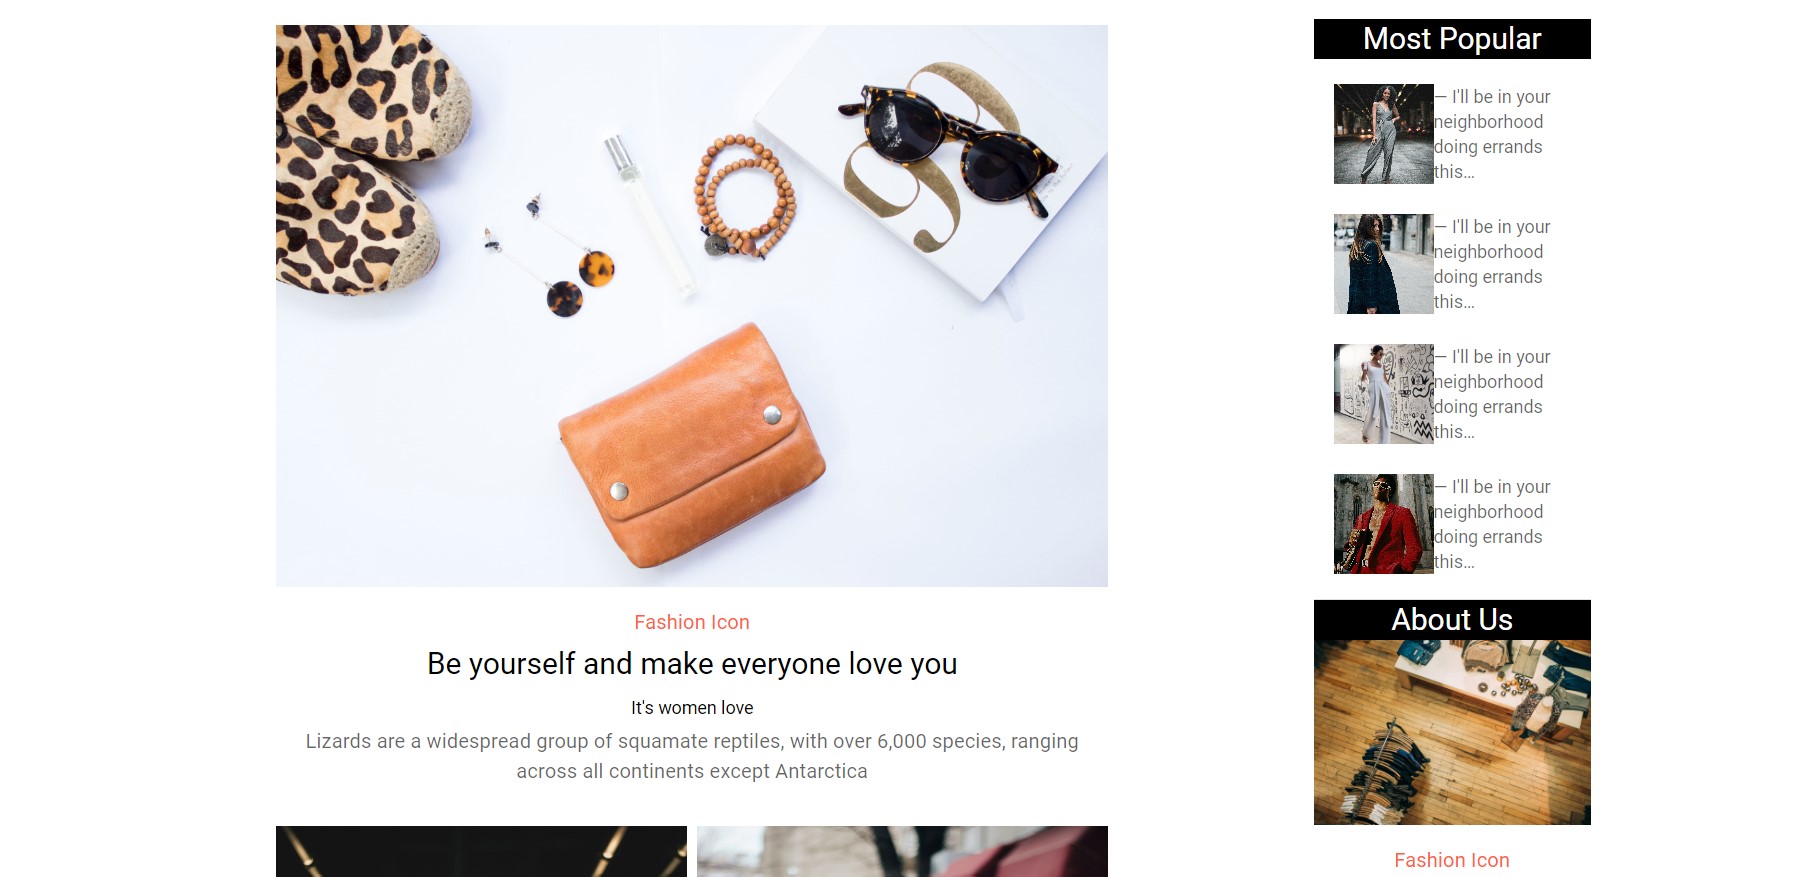 Fashion Icon
Be yourself and make everyone love you
It's women love
Lizards are a widespread group of squamate reptiles, with over 6,000 species, ranging
across all continents except Antarctica
Most Popular
— I'll be in your
neighborhood
doing errands
this…
— I'll be in your
neighborhood
doing errands
this…
— I'll be in your
neighborhood
doing errands
this…
— I'll be in your
neighborhood
doing errands
this…
About Us
Fashion Icon